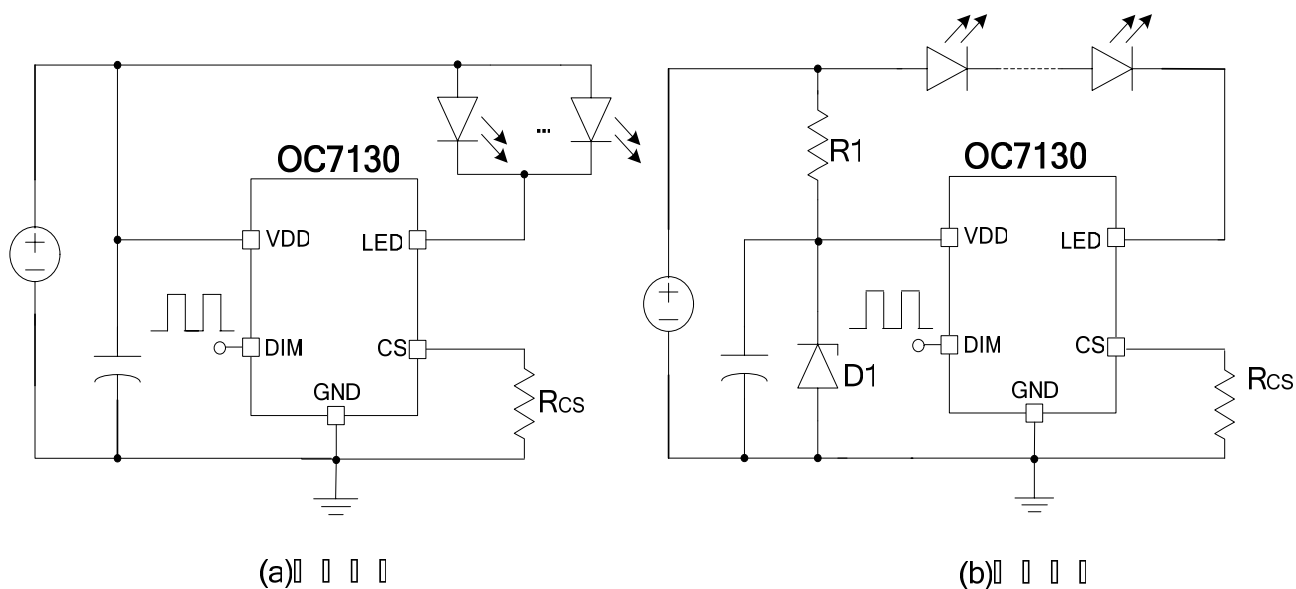 OC7130
VDD
LED
...
DIM
CS
GND
RCS
(a)
R1
OC7130
VDD
LED
D1
DIM
CS
GND
RCS
(b)